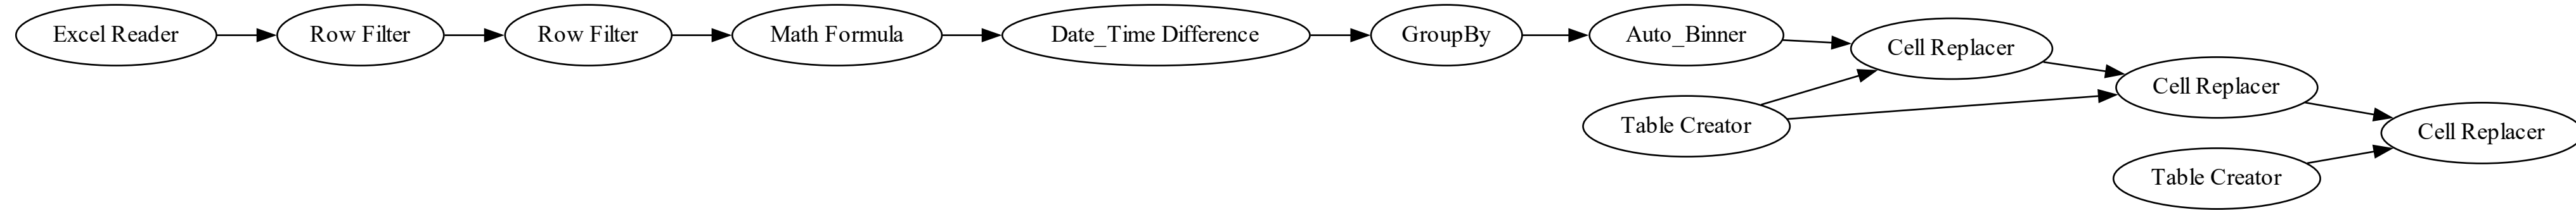 Excel Reader
Row Filter
Row Filter
Math Formula
Date_Time Difference
GroupBy
Auto_Binner
Cell Replacer
Table Creator
Cell Replacer
Table Creator
Cell Replacer